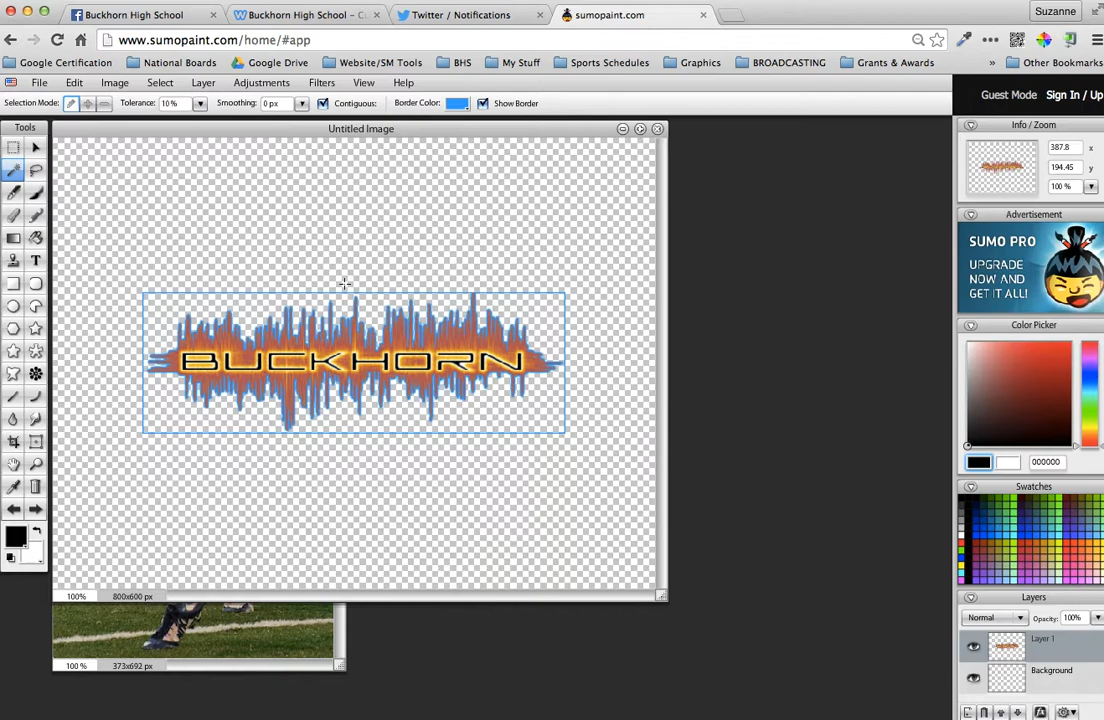 Buckhorn High School
Buckhorn High School – C
Twitter / Notifications
sumopaint.com
Suzanne
www.sumopaint.com/home/#app
Google Certification
National Boards
Google Drive
Website/SM Tools
BHS
My Stuff
Sports Schedules
Graphics
BROADCASTING
Grants & Awards
»
Other Bookmarks
File Edit Image Select Layer Adjustments Filters View Help
Selection Mode: Tolerance: 10% Smoothing: 0 px Contiguous: Border Color: Show Border
Guest Mode Sign In / Up
Tools
Untitled Image
BUCKHORN
100% 800x600 px
100 % 373x692 px
Info / Zoom
387.8 x
194.45 y
100 %
Advertisement
SUMO PRO
UPGRADE
NOW AND
GET IT ALL!
Color Picker
000000
Swatches
Layers
Normal Opacity: 100%
Layer 1
Background